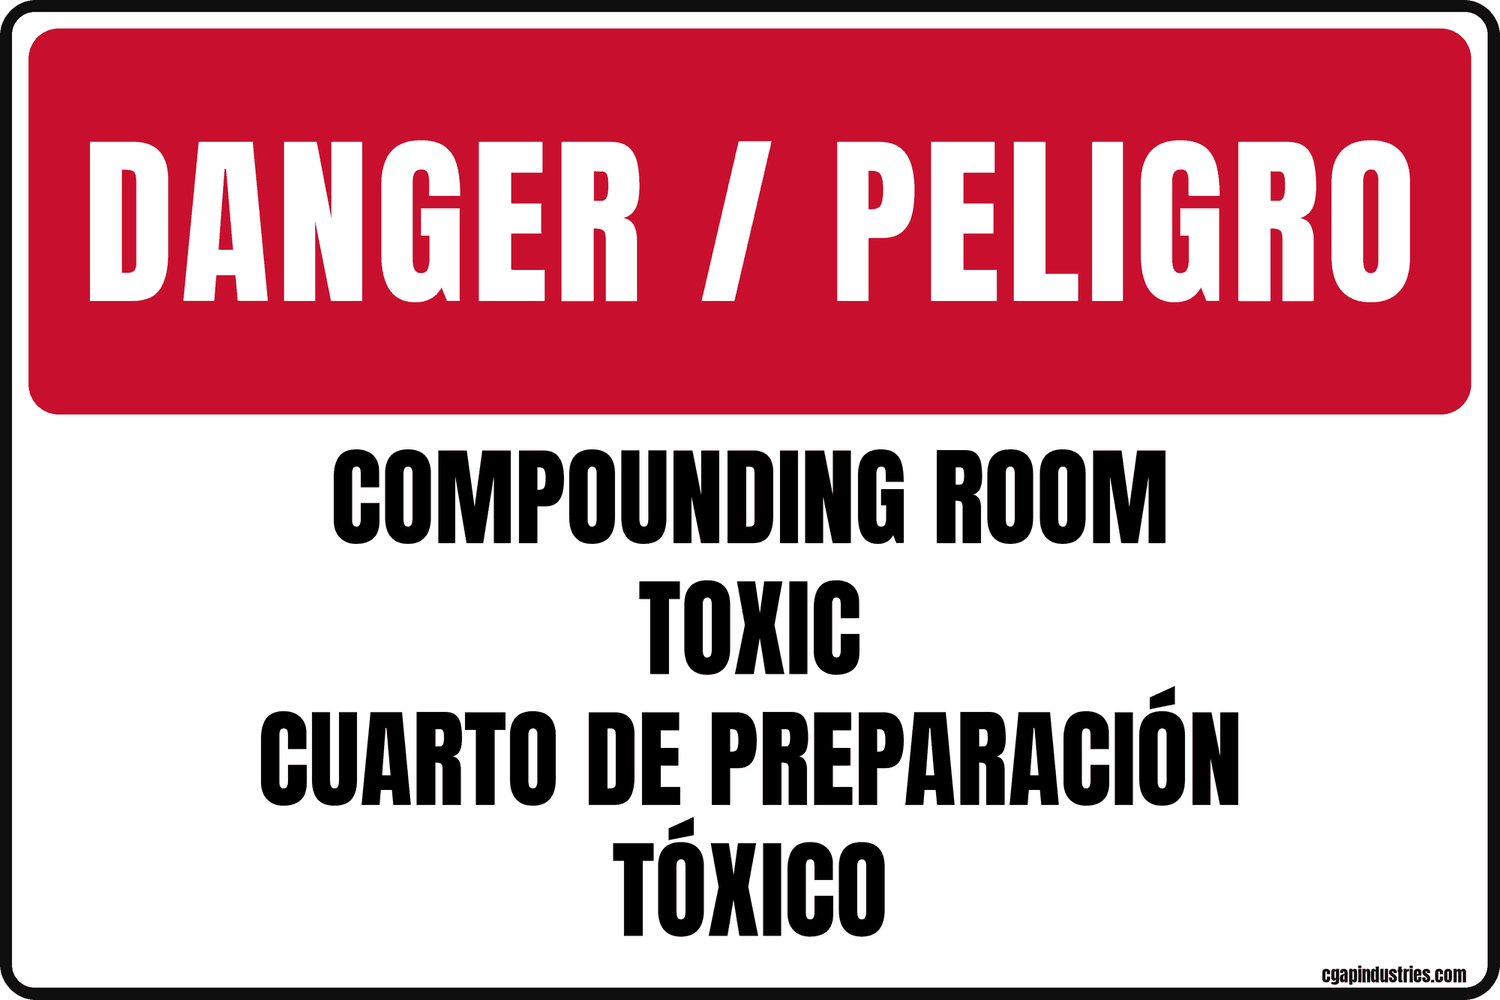 DANGER / PELIGRO
COMPOUNDING ROOM
TOXIC
CUARTO DE PREPARACIÓN
TÓXICO
cgapindustries.com